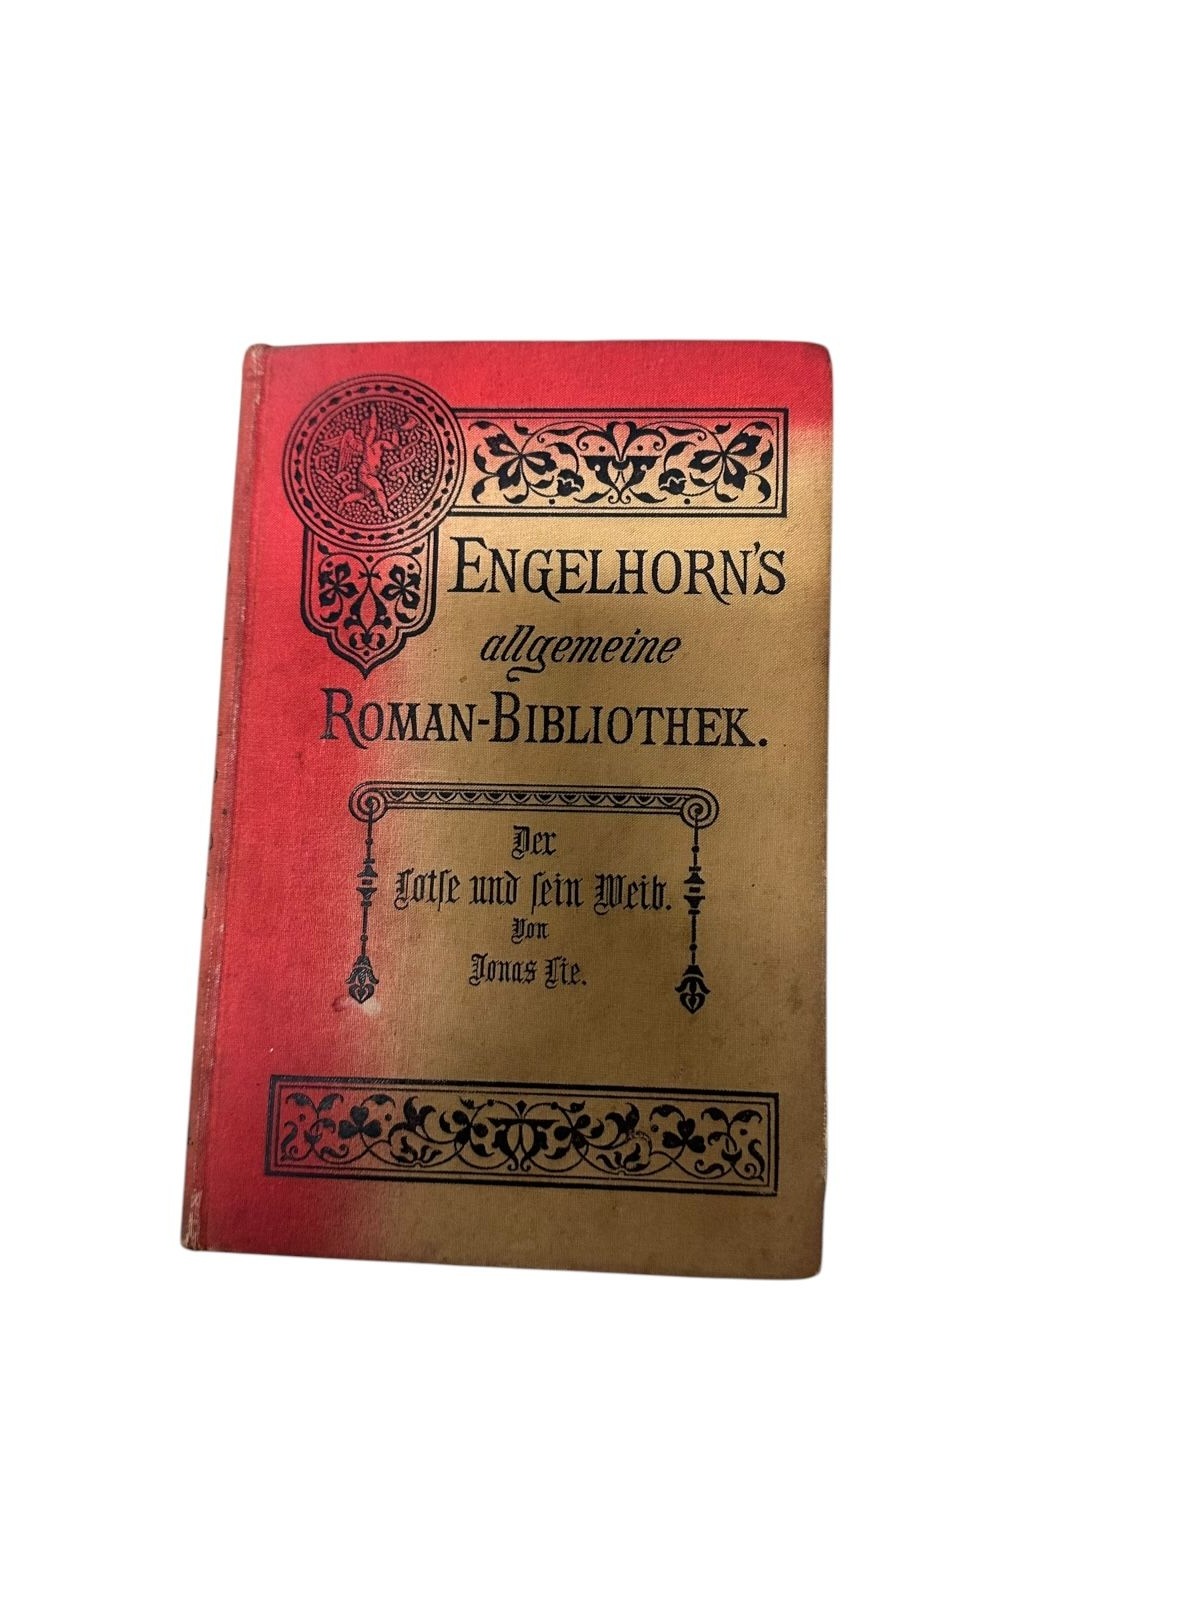 ENGELHORN'S
allgemeine
ROMAN-BIBLIOTHEK.
Der
Lotse und sein Weib.
Von
Jonas Lie.